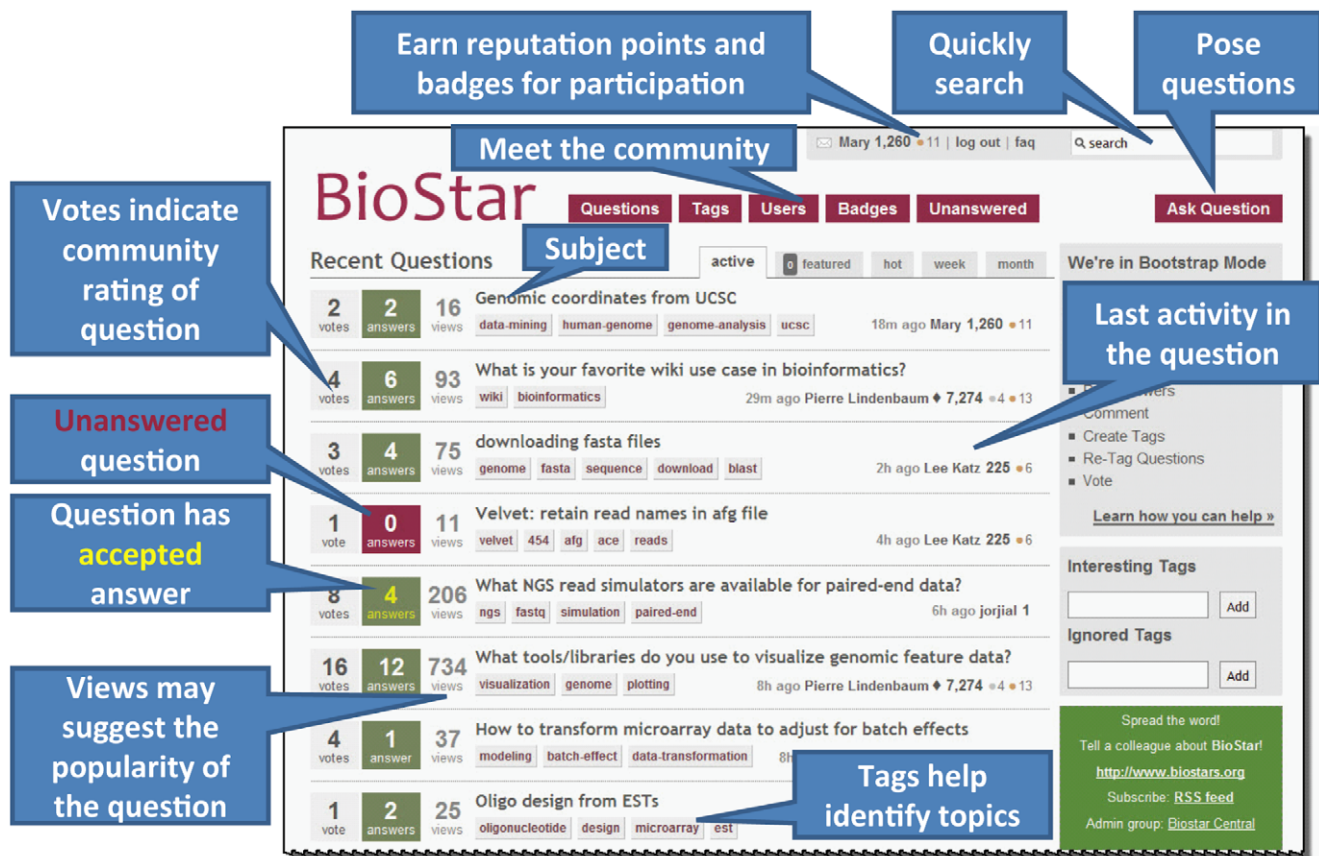 Earn reputation points and
badges for participation
Quickly
search
Pose
questions
Mary 1,260 11 | log out | faq
search
Meet the community
BioStar
Questions Tags Users Badges Unanswered
Ask Question
Votes indicate
community
rating of
question
Subject
Recent Questions
active 0 featured hot week month
We're in Bootstrap Mode
2 votes 2 answers 16 views
Genomic coordinates from UCSC
data-mining human-genome genome-analysis ucsc
18m ago Mary 1,260 11
Last activity in
the question
4 votes 6 answers 93 views
What is your favorite wiki use case in bioinformatics?
wiki bioinformatics
29m ago Pierre Lindenbaum ♦ 7,274 4 13
Comment
Create Tags
Re-Tag Questions
Vote
Learn how you can help »
Unanswered
question
3 votes 4 answers 75 views
downloading fasta files
genome fasta sequence download blast
2h ago Lee Katz 225 6
Question has
accepted
answer
1 vote 0 answers 11 views
Velvet: retain read names in afg file
velvet 454 afg ace reads
4h ago Lee Katz 225 6
Interesting Tags
Add
Ignored Tags
Add
8 votes 4 answers 206 views
What NGS read simulators are available for paired-end data?
ngs fastq simulation paired-end
6h ago jorjial 1
Views may
suggest the
popularity of
the question
16 votes 12 answers 734 views
What tools/libraries do you use to visualize genomic feature data?
visualization genome plotting
8h ago Pierre Lindenbaum ♦ 7,274 4 13
4 votes 1 answer 37 views
How to transform microarray data to adjust for batch effects
modeling batch-effect data-transformation
Tags help
identify topics
1 vote 2 answers 25 views
Oligo design from ESTs
oligonucleotide design microarray est
Spread the word!
Tell a colleague about BioStar!
http://www.biostars.org
Subscribe: RSS feed
Admin group: Biostar Central